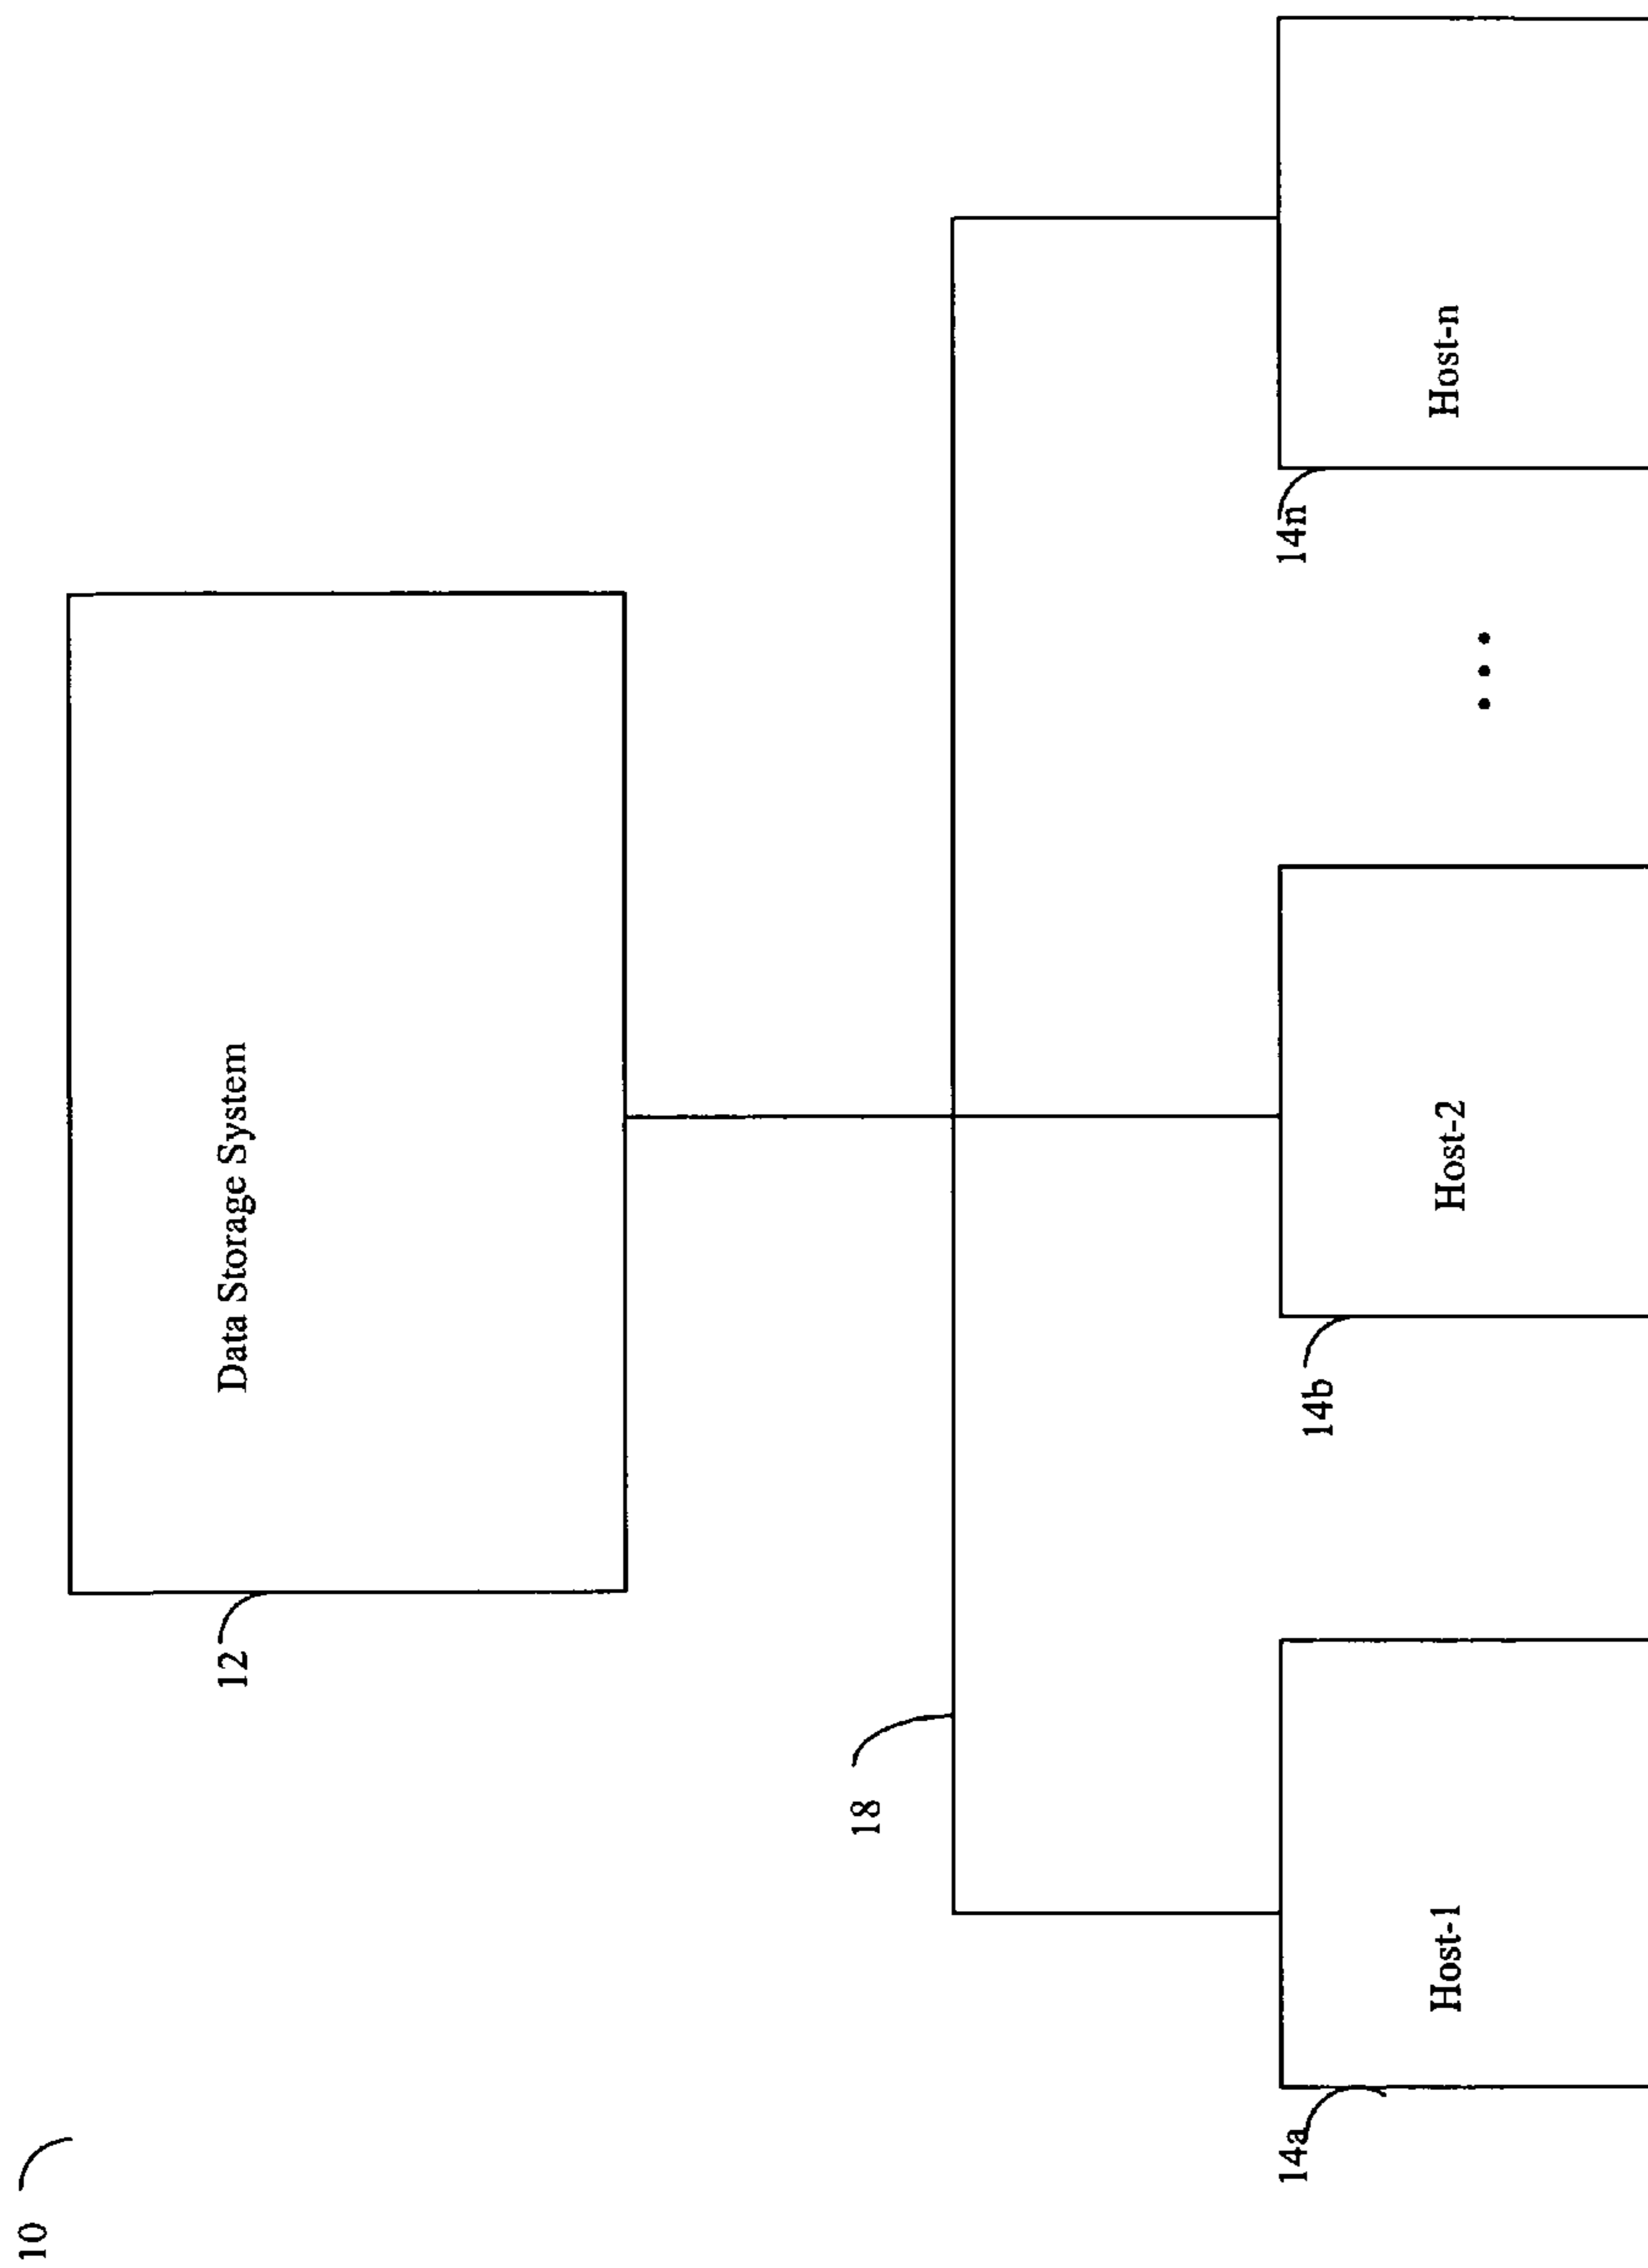 10
12
Data Storage System
18
14a
Host-1
14b
Host-2
...
14n
Host-n